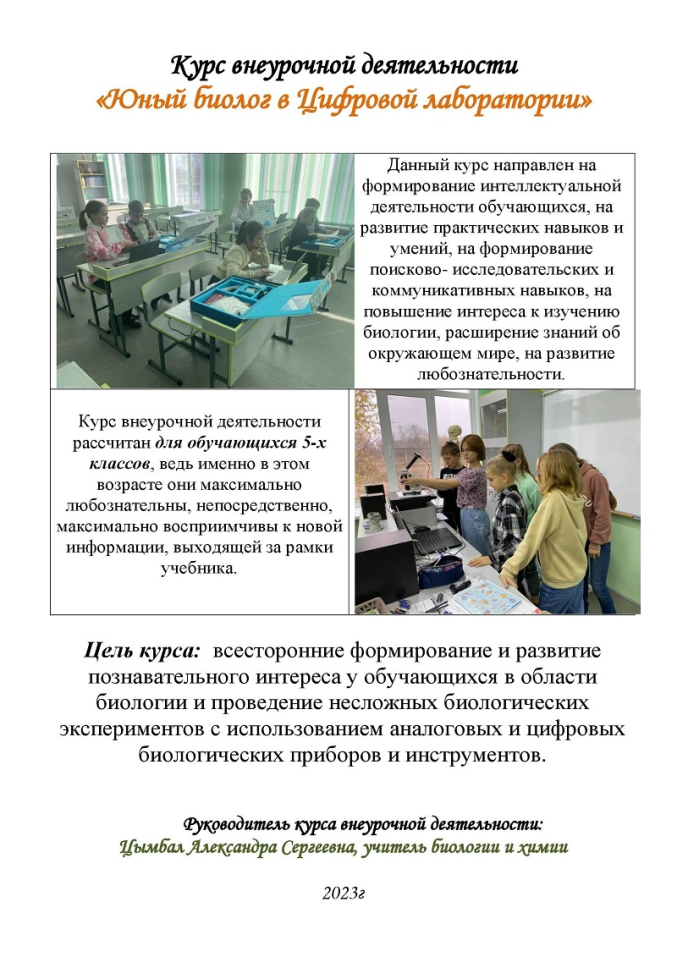 Курс внеурочной деятельности
«Юный биолог в Цифровой лаборатории»
Данный курс направлен на
формирование интеллектуальной
деятельности обучающихся, на
развитие практических навыков и
умений, на формирование
поисково- исследовательских и
коммуникативных навыков, на
повышение интереса к изучению
биологии, расширение знаний об
окружающем мире, на развитие
любознательности.
Курс внеурочной деятельности
рассчитан для обучающихся 5-х
классов, ведь именно в этом
возрасте они максимально
любознательны, непосредственно,
максимально восприимчивы к новой
информации, выходящей за рамки
учебника.
Цель курса: всесторонние формирование и развитие
познавательного интереса у обучающихся в области
биологии и проведение несложных биологических
экспериментов с использованием аналоговых и цифровых
биологических приборов и инструментов.
Руководитель курса внеурочной деятельности:
Цымбал Александра Сергеевна, учитель биологии и химии
2023г